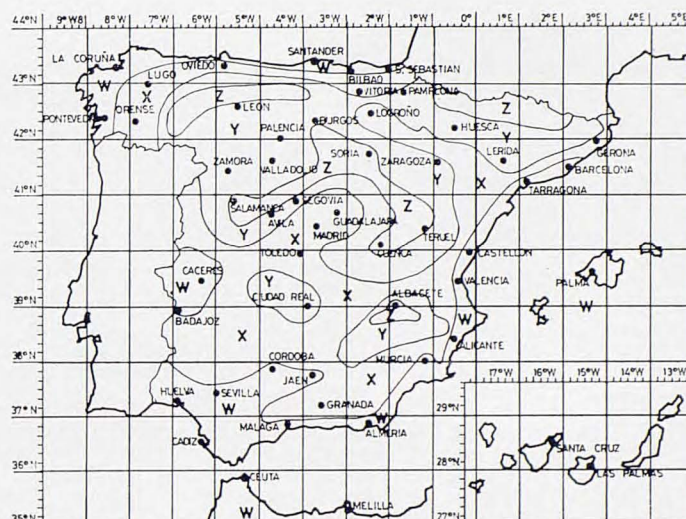 44°N 9°W 8°W 7°W 6°W 5°W 4°W 3°W 2°W 1°W 0° 1°W 2°W 3°W
SANTANDER
LA CORUÑA OVIEDO W S. SEBASTIAN
43°N LUGO BILBAO
W X Z VITORIA PAMPLONA
LEON LOGROÑO Z
PONTEVED ORENSE Y BURGOS HUESCA Y
42°N PALENCIA
SORIA ZARAGOZA LERIDA GERONA
ZAMORA VALLADOLID Z Y X BARCELONA
41°N TARRAGONA
SALAMANCA SEGOVIA
AVILA GUADALAJARA Z
Y X MADRID TERUEL
40°N TOLEDO CUENCA CASTELLON
CACERES Y
W CIUDAD REAL X ALBACETE VALENCIA PALMA W
39°N
BADAJOZ Z W
X Y ALICANTE
38°N CORDOBA MURCIA
JAEN X 17°W 16°W 15°W 14°W 13°W
HUELVA SEVILLA
37°N W GRANADA W 29°N
MALAGA ALMERIA
CADIZ SANTA CRUZ
36°N 28°N
CEUTA LAS PALMAS
MELILLA
35°N W 27°N